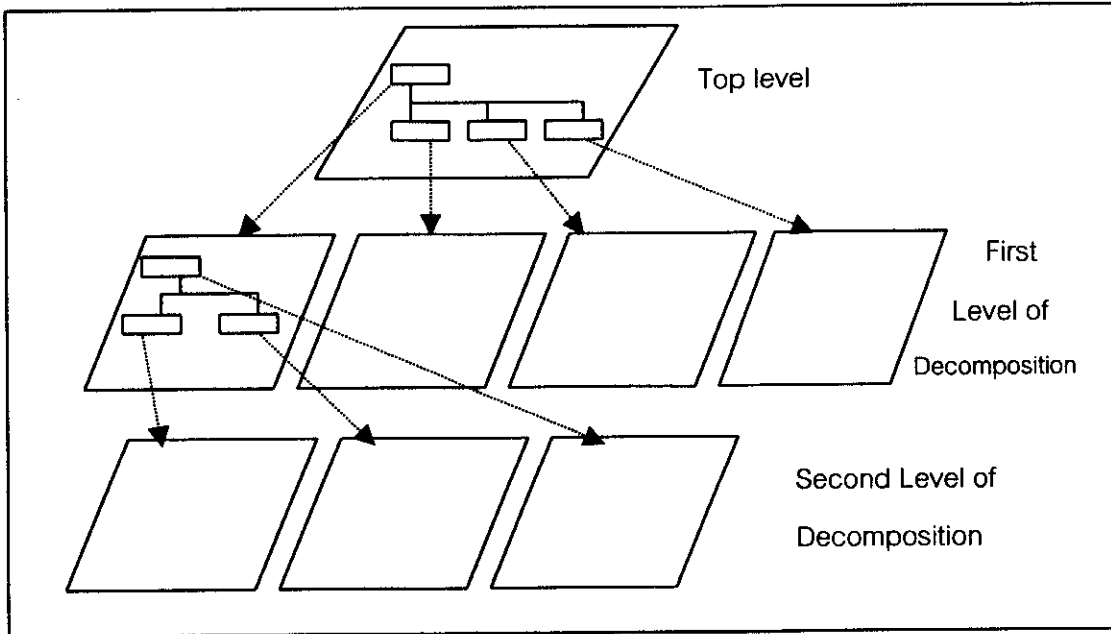 Top level
First
Level of
Decomposition
Second Level of
Decomposition